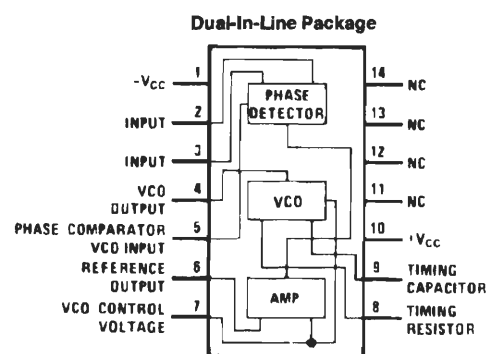 Dual-In-Line Package
-VCC 1
INPUT 2
INPUT 3
VCO OUTPUT 4
PHASE COMPARATOR VCO INPUT 5
REFERENCE OUTPUT 6
VCO CONTROL VOLTAGE 7
PHASE DETECTOR
VCO
AMP
14 NC
13 NC
12 NC
11 NC
10 +VCC
9 TIMING CAPACITOR
8 TIMING RESISTOR